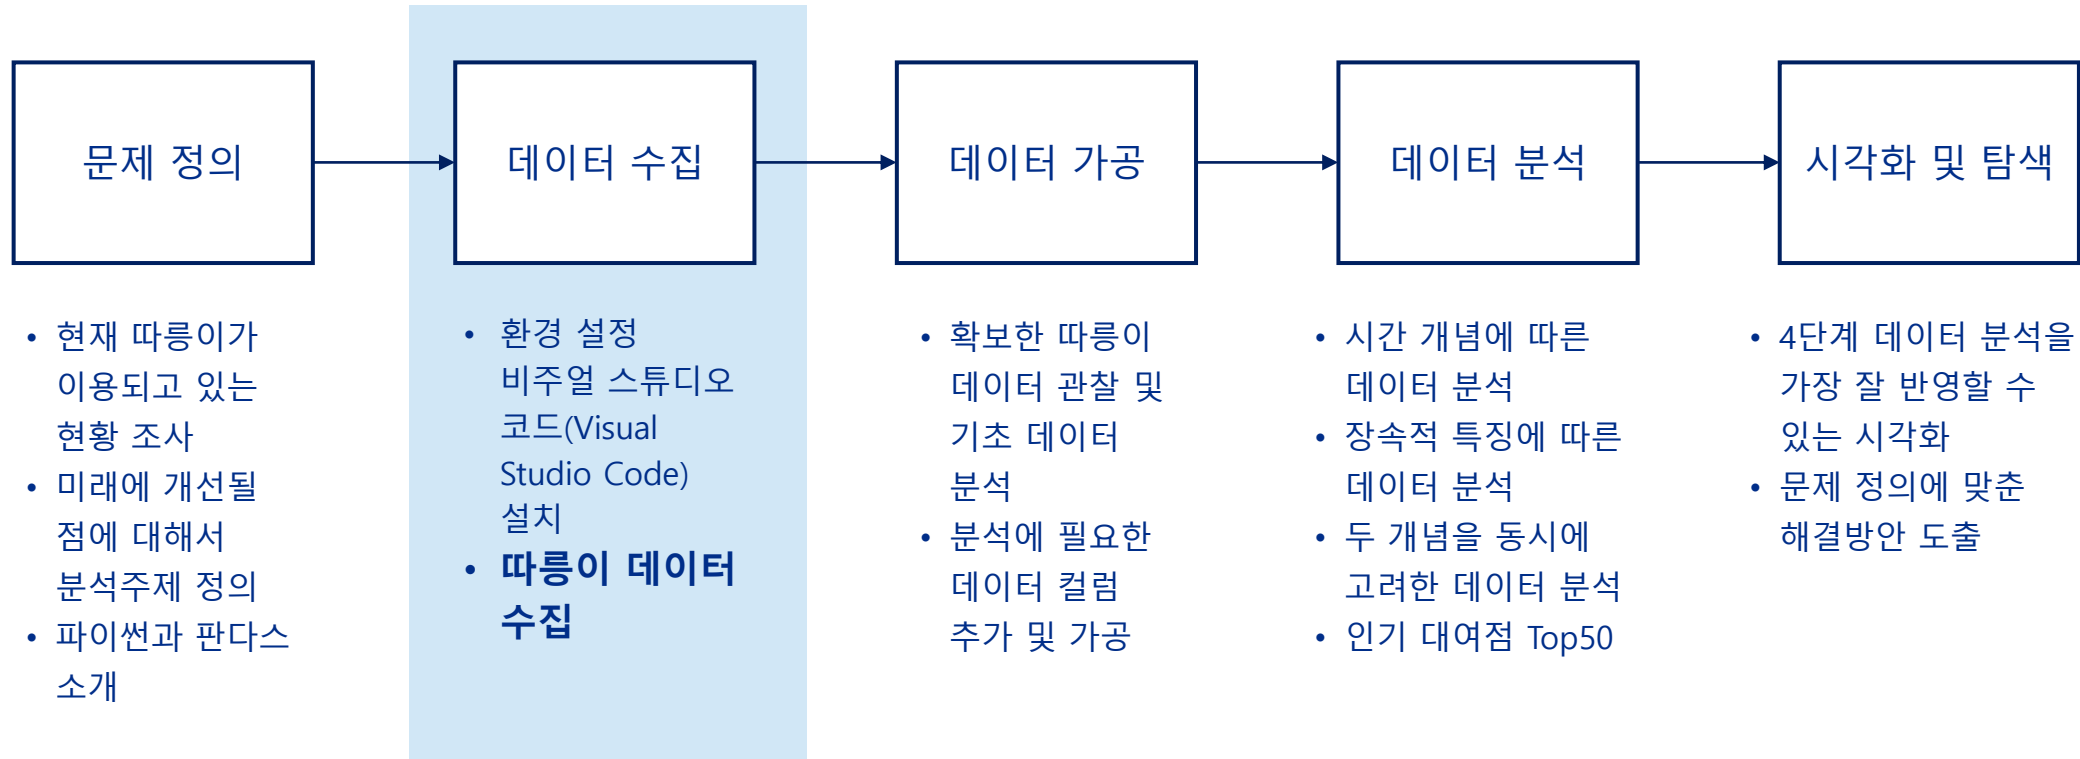 문제 정의
데이터 수집
데이터 가공
데이터 분석
시각화 및 탐색
• 현재 따릉이가
이용되고 있는
현황 조사
• 미래에 개선될
점에 대해서
분석주제 정의
• 파이썬과 판다스
소개
• 환경 설정
비주얼 스튜디오
코드(Visual
Studio Code)
설치
• 따릉이 데이터
수집
• 확보한 따릉이
데이터 관찰 및
기초 데이터
분석
• 분석에 필요한
데이터 컬럼
추가 및 가공
• 시간 개념에 따른
데이터 분석
• 장속적 특징에 따른
데이터 분석
• 두 개념을 동시에
고려한 데이터 분석
• 인기 대여점 Top50
• 4단계 데이터 분석을
가장 잘 반영할 수
있는 시각화
• 문제 정의에 맞춘
해결방안 도출